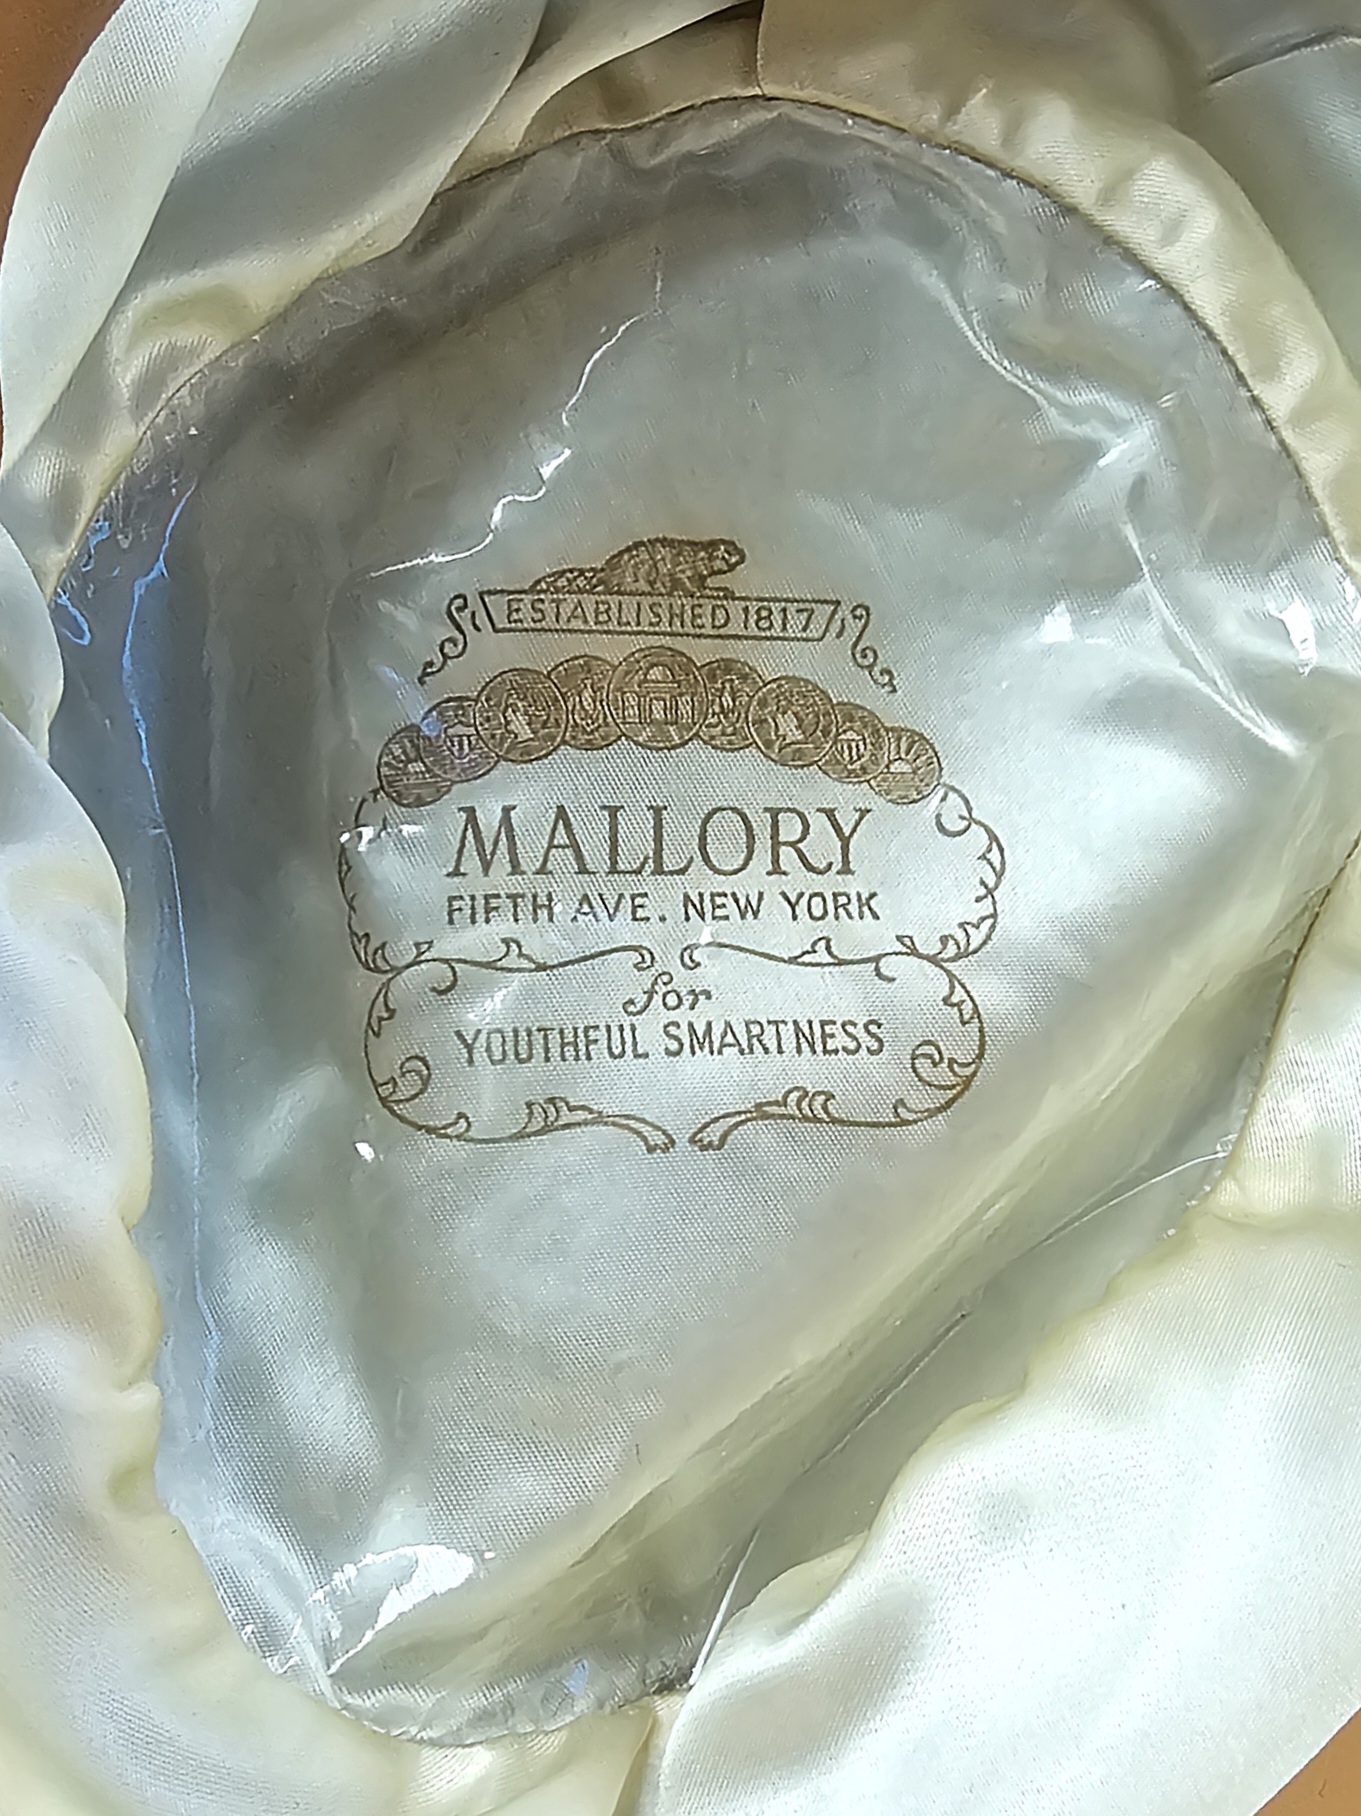 ESTABLISHED 1817
MALLORY
FIFTH AVE. NEW YORK
for
YOUTHFUL SMARTNESS